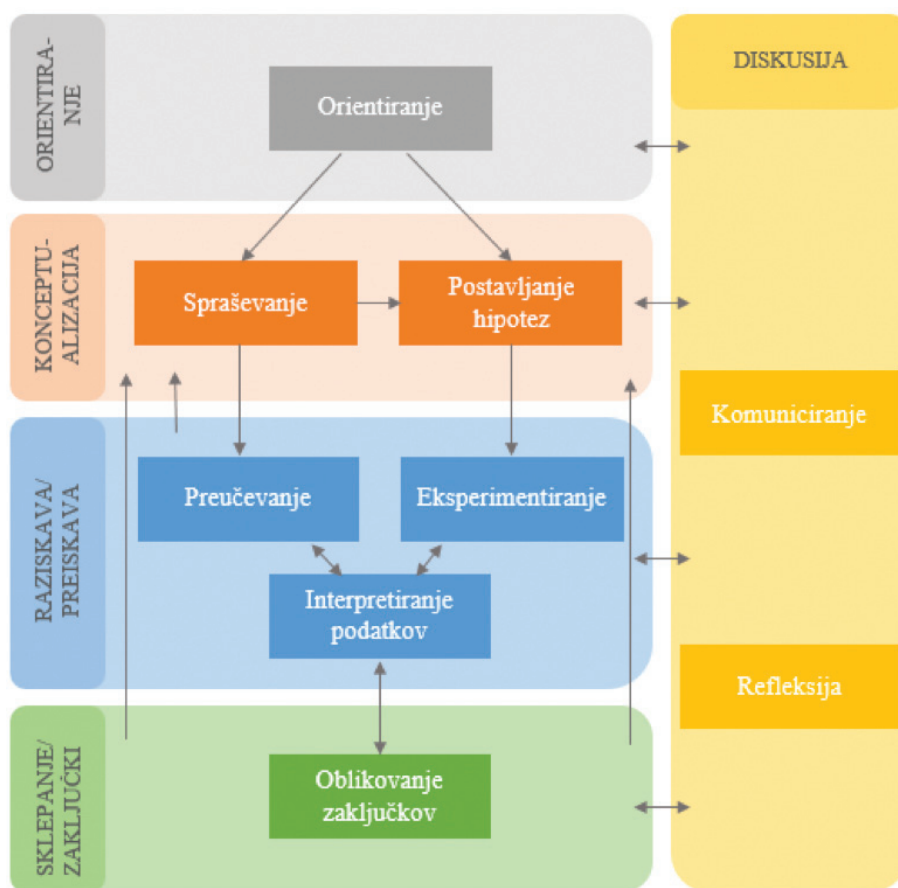 ORIENTIRA-
NJE
Orientiranje
DISKUSIJA
KONCEPTU-
ALIZACIJA
Spraševanje
Postavljanje
hipotez
Komuniciranje
RAZISKAVA/
PREISKAVA
Preučevanje
Eksperimentiranje
Interpretiranje
podatkov
Refleksija
SKLEPANJE/
ZAKLJUČKI
Oblikovanje
zaključkov